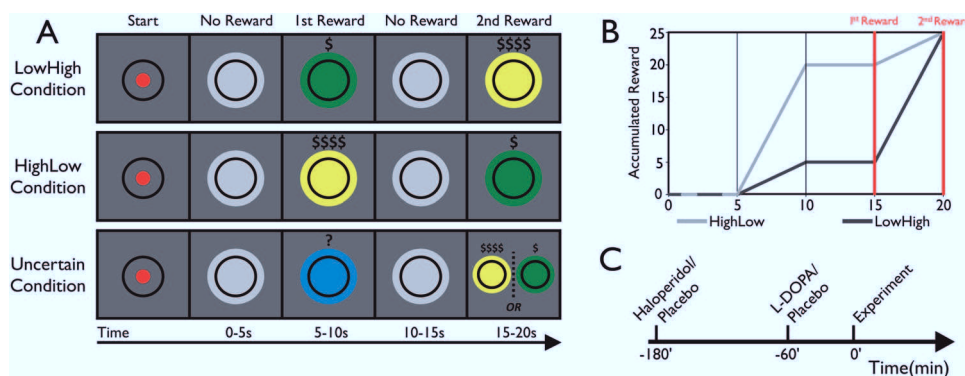 A
Start No Reward 1st Reward No Reward 2nd Reward
LowHigh
Condition
$
$$$$
HighLow
Condition
$$$$
$
Uncertain
Condition
?
$$$$ $
OR
Time 0-5s 5-10s 10-15s 15-20s
B
1st Reward 2nd Rewar
Accumulated Reward
25
20
15
10
5
0
0 5 10 15 20
HighLow LowHigh
C
Haloperidol/
Placebo
L-DOPA/
Placebo
Experiment
-180' -60' 0'
Time(min)